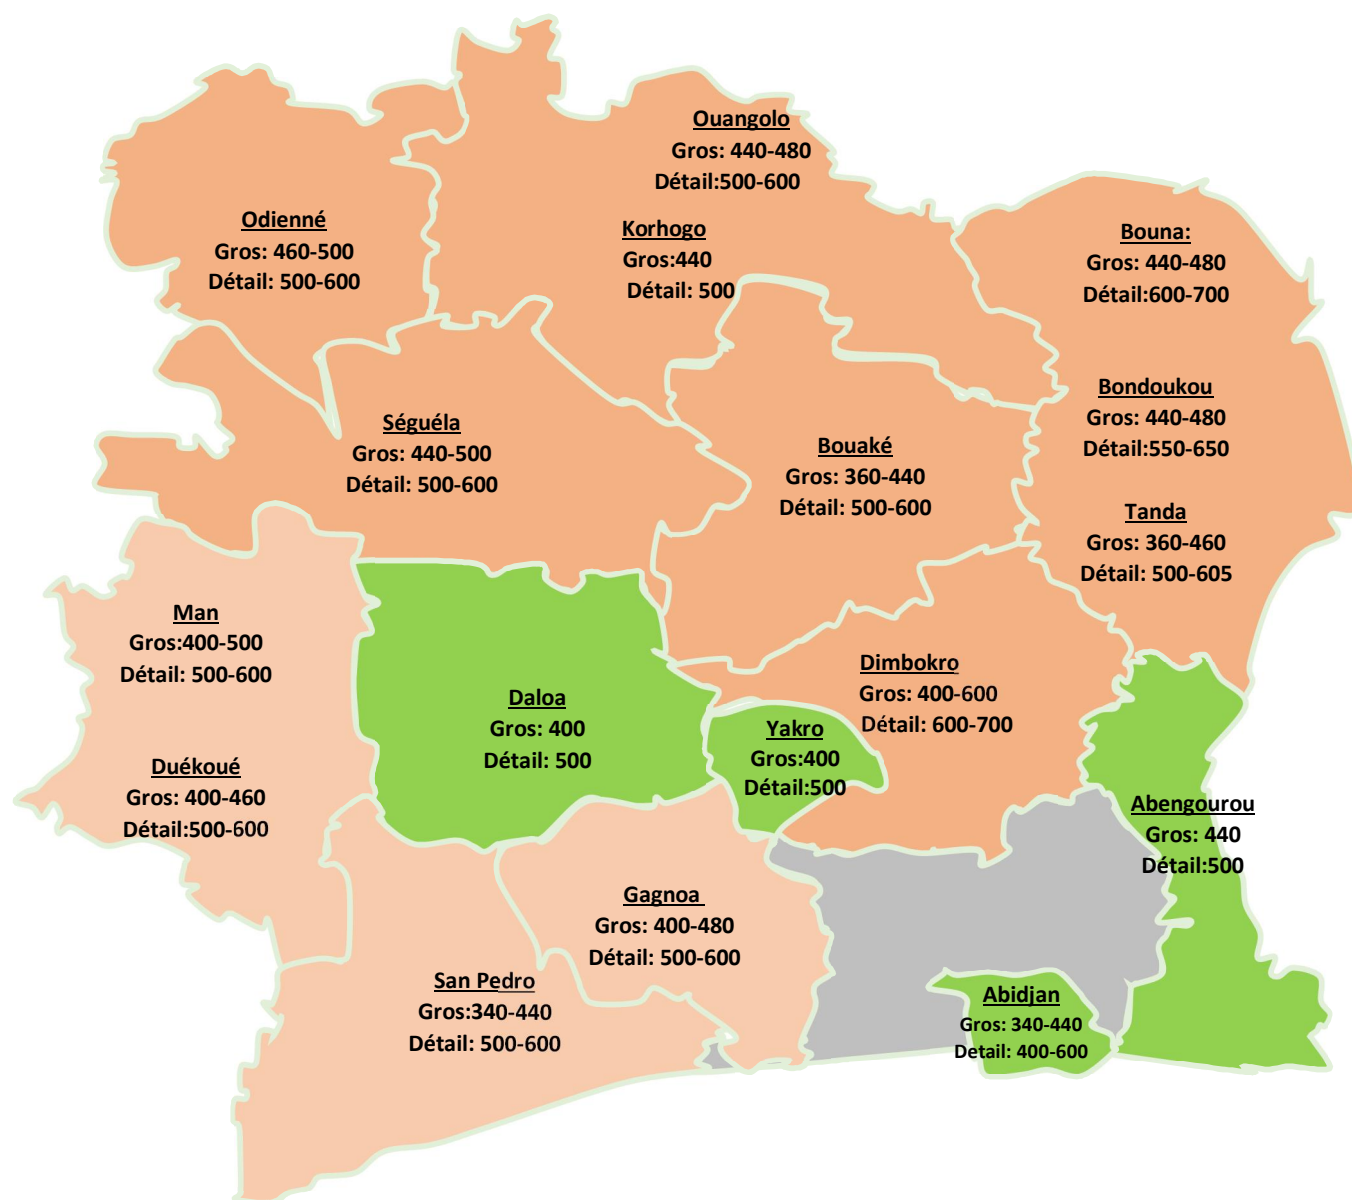 Ouangolo
Gros: 440-480
Détail:500-600
Odienné
Gros: 460-500
Détail: 500-600
Korhogo
Gros:440
Détail: 500
Bouna:
Gros: 440-480
Détail:600-700
Séguéla
Gros: 440-500
Détail: 500-600
Bouaké
Gros: 360-440
Détail: 500-600
Bondoukou
Gros: 440-480
Détail:550-650
Tanda
Gros: 360-460
Détail: 500-605
Man
Gros:400-500
Détail: 500-600
Duékoué
Gros: 400-460
Détail:500-600
Daloa
Gros: 400
Détail: 500
Yakro
Gros:400
Détail:500
Dimbokro
Gros: 400-600
Détail: 600-700
Abengourou
Gros: 440
Détail:500
Gagnoa
Gros: 400-480
Détail: 500-600
San Pedro
Gros:340-440
Détail: 500-600
Abidjan
Gros: 340-440
Detail: 400-600